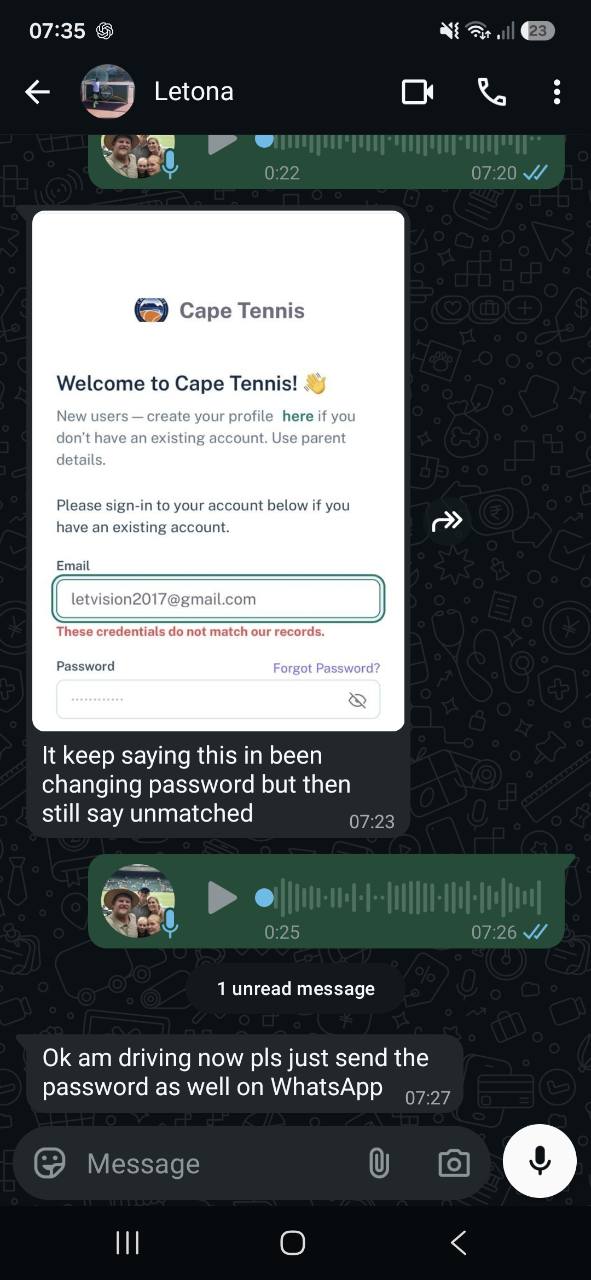 07:35
23
Letona
0:22
07:20
Cape Tennis
Welcome to Cape Tennis! 👋
New users — create your profile here if you
don't have an existing account. Use parent
details.
Please sign-in to your account below if you
have an existing account.
Email
letvision2017@gmail.com
These credentials do not match our records.
Password
Forgot Password?
············
It keep saying this in been
changing password but then
still say unmatched
07:23
0:25
07:26
1 unread message
Ok am driving now pls just send the
password as well on WhatsApp
07:27
Message